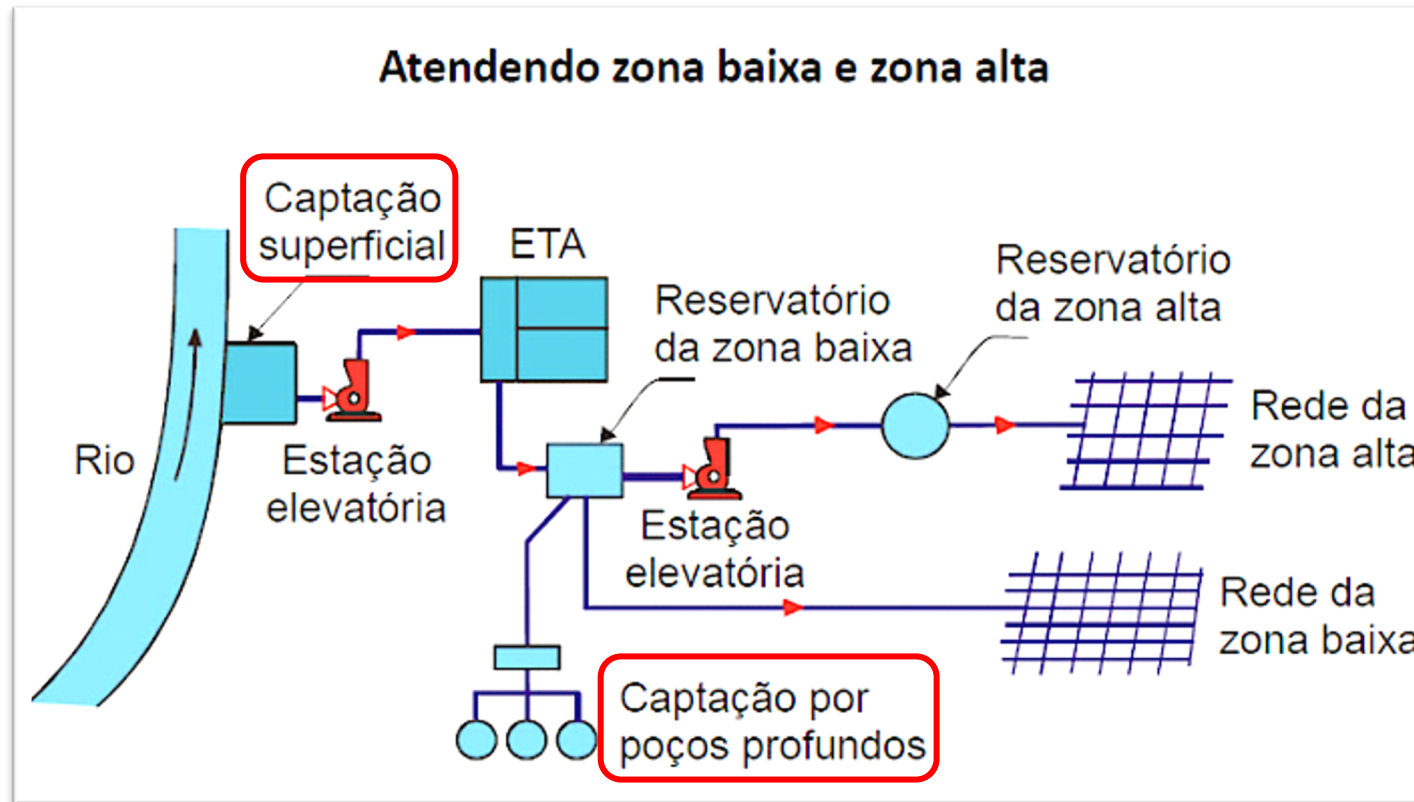 Atendendo zona baixa e zona alta
Captação
superficial
ETA
Reservatório
da zona baixa
Reservatório
da zona alta
Rio
Estação
elevatória
Estação
elevatória
Rede da
zona alta
Rede da
zona baixa
Captação por
poços profundos